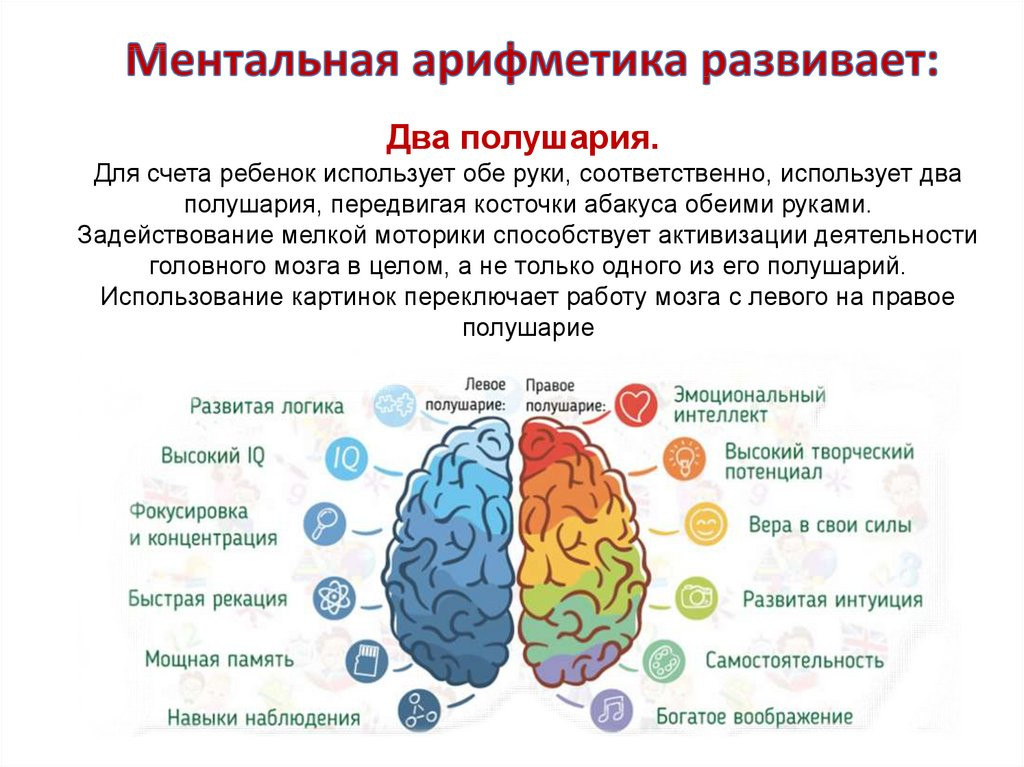 Ментальная арифметика развивает:
Два полушария.
Для счета ребенок использует обе руки, соответственно, использует два
полушария, передвигая косточки абакуса обеими руками.
Задействование мелкой моторики способствует активизации деятельности
головного мозга в целом, а не только одного из его полушарий.
Использование картинок переключает работу мозга с левого на правое
полушарие
Левое
полушарие:
Развитая логика
Высокий IQ
IQ
Фокусировка
и концентрация
Быстрая рекация
Мощная память
Навыки наблюдения
Правое
полушарие:
Эмоциональный
интеллект
Высокий творческий
потенциал
Вера в свои силы
Развитая интуиция
Самостоятельность
Богатое воображение